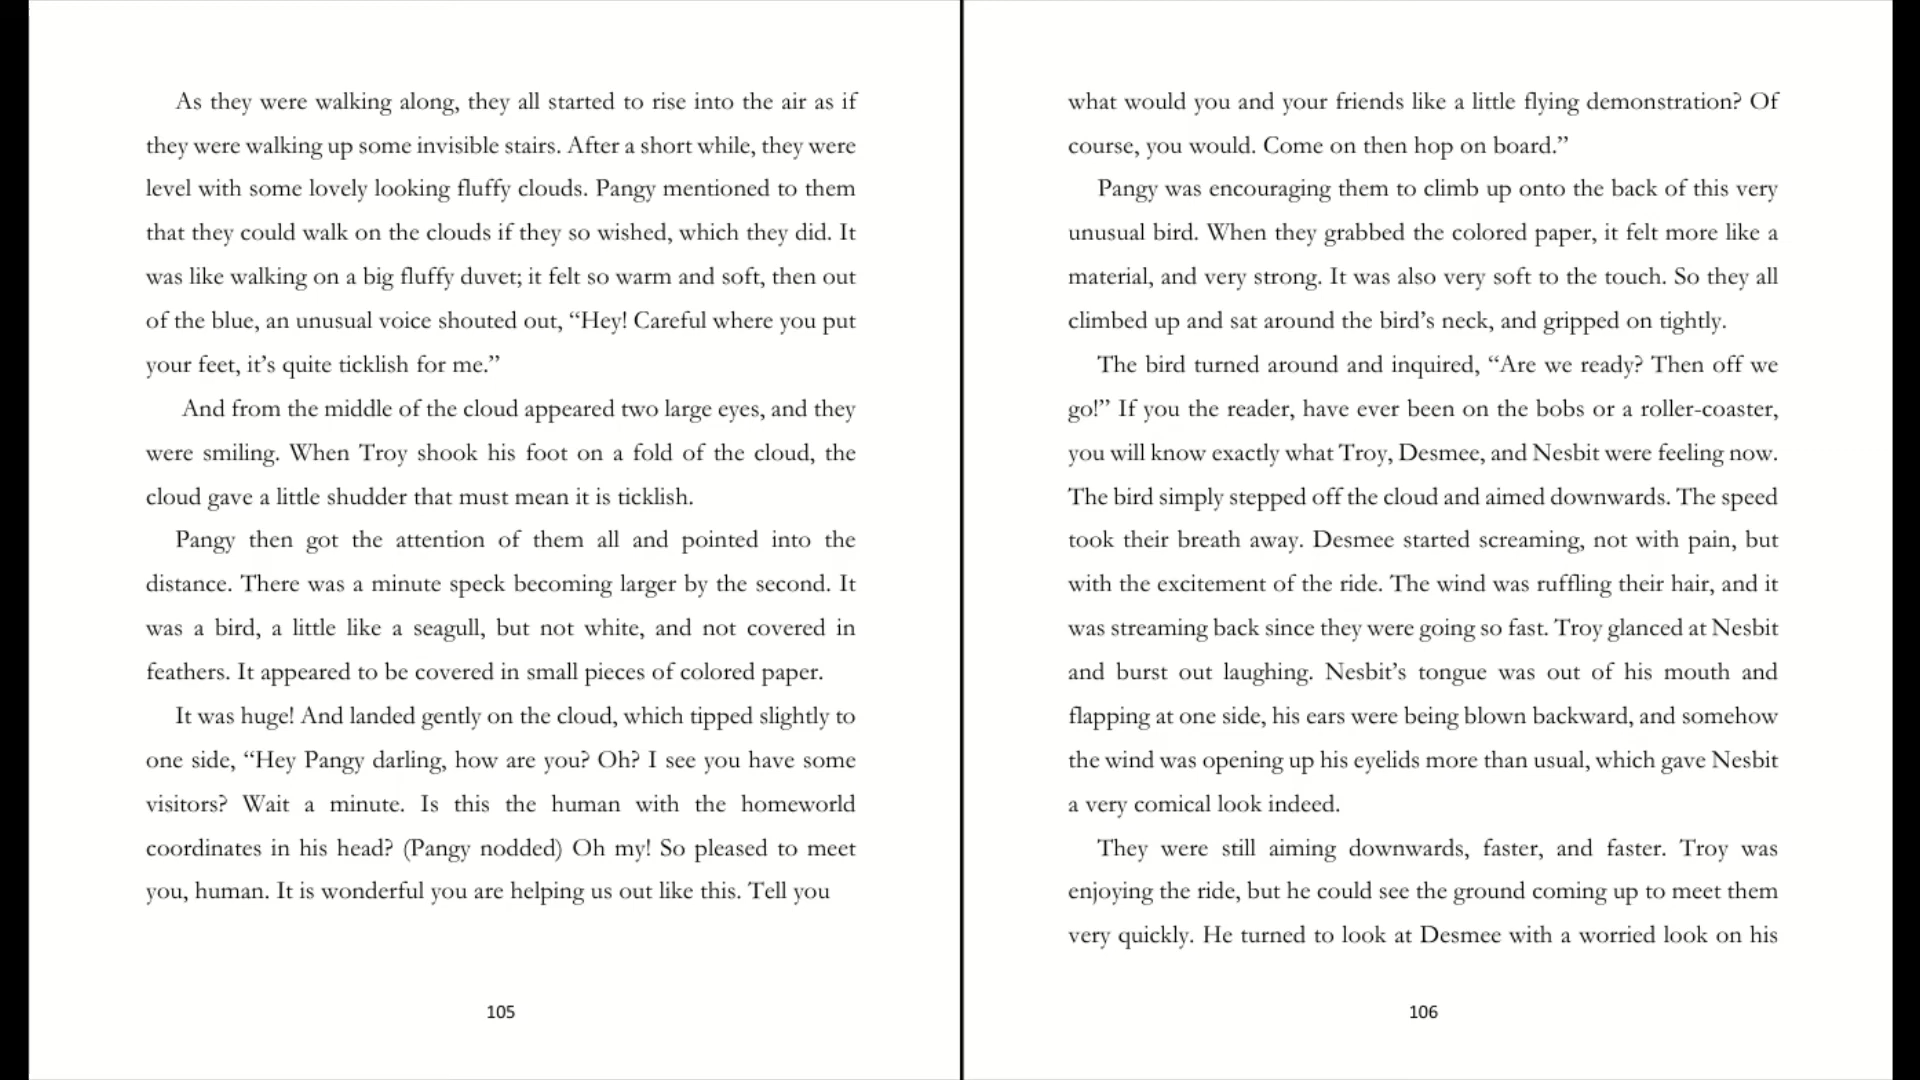 As they were walking along, they all started to rise into the air as if
they were walking up some invisible stairs. After a short while, they were
level with some lovely looking fluffy clouds. Pangy mentioned to them
that they could walk on the clouds if they so wished, which they did. It
was like walking on a big fluffy duvet; it felt so warm and soft, then out
of the blue, an unusual voice shouted out, “Hey! Careful where you put
your feet, it’s quite ticklish for me.”
And from the middle of the cloud appeared two large eyes, and they
were smiling. When Troy shook his foot on a fold of the cloud, the
cloud gave a little shudder that must mean it is ticklish.
Pangy then got the attention of them all and pointed into the
distance. There was a minute speck becoming larger by the second. It
was a bird, a little like a seagull, but not white, and not covered in
feathers. It appeared to be covered in small pieces of colored paper.
It was huge! And landed gently on the cloud, which tipped slightly to
one side, “Hey Pangy darling, how are you? Oh? I see you have some
visitors? Wait a minute. Is this the human with the homeworld
coordinates in his head? (Pangy nodded) Oh my! So pleased to meet
you, human. It is wonderful you are helping us out like this. Tell you
105
what would you and your friends like a little flying demonstration? Of
course, you would. Come on then hop on board.”
Pangy was encouraging them to climb up onto the back of this very
unusual bird. When they grabbed the colored paper, it felt more like a
material, and very strong. It was also very soft to the touch. So they all
climbed up and sat around the bird’s neck, and gripped on tightly.
The bird turned around and inquired, “Are we ready? Then off we
go!” If you the reader, have ever been on the bobs or a roller-coaster,
you will know exactly what Troy, Desmee, and Nesbit were feeling now.
The bird simply stepped off the cloud and aimed downwards. The speed
took their breath away. Desmee started screaming, not with pain, but
with the excitement of the ride. The wind was ruffling their hair, and it
was streaming back since they were going so fast. Troy glanced at Nesbit
and burst out laughing. Nesbit’s tongue was out of his mouth and
flapping at one side, his ears were being blown backward, and somehow
the wind was opening up his eyelids more than usual, which gave Nesbit
a very comical look indeed.
They were still aiming downwards, faster, and faster. Troy was
enjoying the ride, but he could see the ground coming up to meet them
very quickly. He turned to look at Desmee with a worried look on his
106